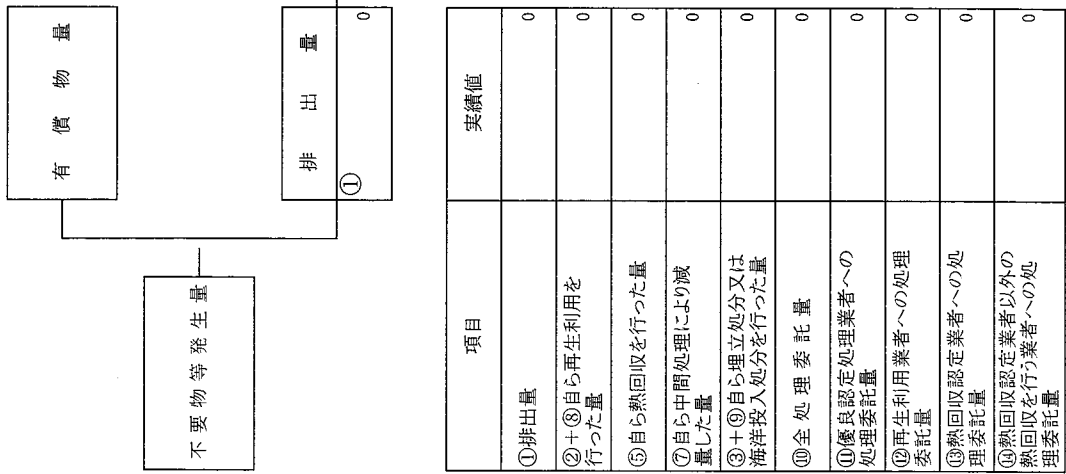 有償物量
不要物等発生量
排出量
①
0
項目
実績値
①排出量
0
②+⑧自ら再生利用を
行った量
0
⑤自ら熱回収を行った量
0
⑦自ら中間処理により減
量した量
0
③+⑨自ら埋立処分又は
海洋投入処分を行った量
0
⑩全処理委託量
0
⑪優良認定処理業者への
処理委託量
0
⑫再生利用業者への処理
委託量
0
⑬熱回収認定業者への処
理委託量
0
⑭熱回収認定業者以外の
熱回収を行う業者への処
理委託量
0